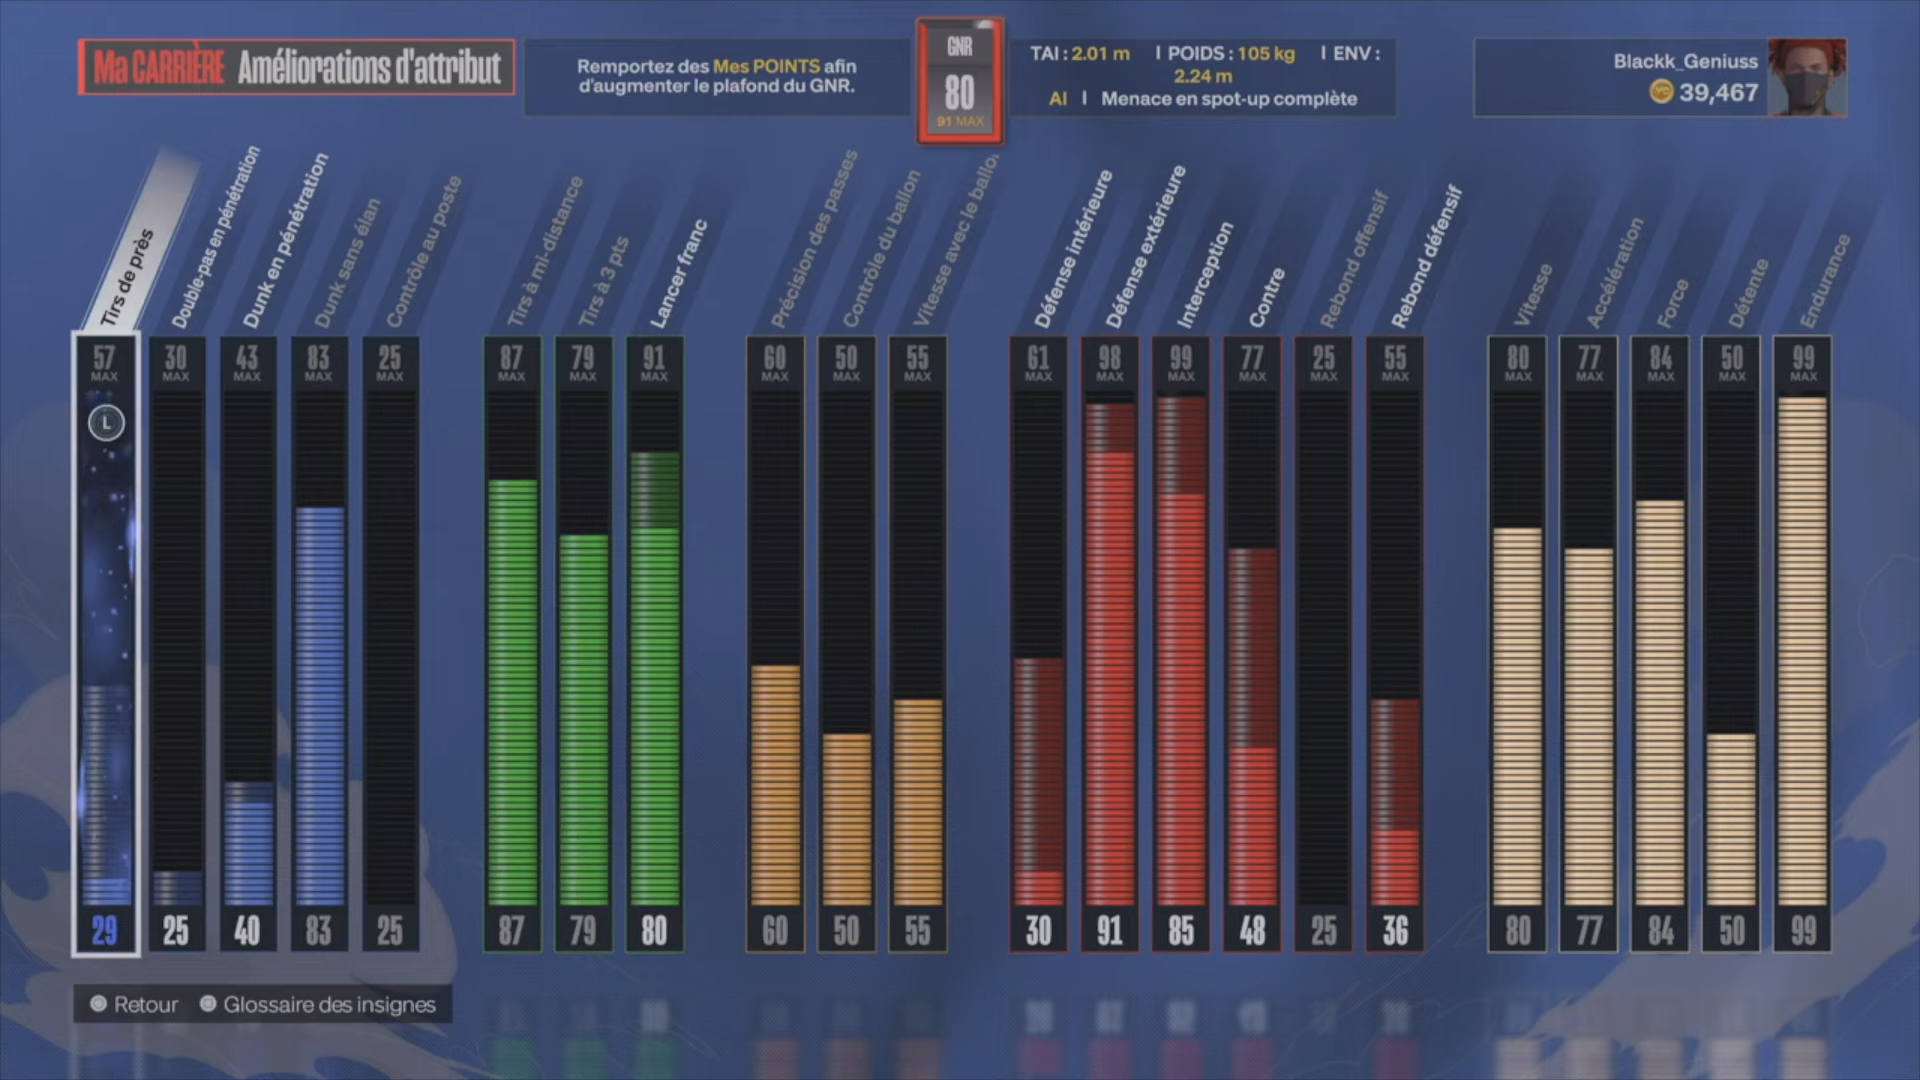 Ma CARRIÈRE Améliorations d'attribut
Remportez des Mes POINTS afin
d'augmenter le plafond du GNR.
GNR
80
91 MAX
TAI : 2.01 m | POIDS : 105 kg | ENV :
2.24 m
AI | Menace en spot-up complète
Blackk_Geniuss
VC 39,467
Tirs de près
Double-pas en pénétration
Dunk en pénétration
Dunk sans élan
Contrôle au poste
Tirs à mi-distance
Tirs à 3 pts
Lancer franc
Précision des passes
Contrôle du ballon
Vitesse avec le ballon
Défense intérieure
Défense extérieure
Interception
Contre
Rebond offensif
Rebond défensif
Vitesse
Accélération
Force
Détente
Endurance
57 30 43 83 25 87 79 91 60 50 55 61 98 99 77 25 55 80 77 84 50 99
MAX MAX MAX MAX MAX MAX MAX MAX MAX MAX MAX MAX MAX MAX MAX MAX MAX MAX MAX MAX MAX MAX
L
29 25 40 83 25 87 79 80 60 50 55 30 91 85 48 25 36 80 77 84 50 99
Retour Glossaire des insignes